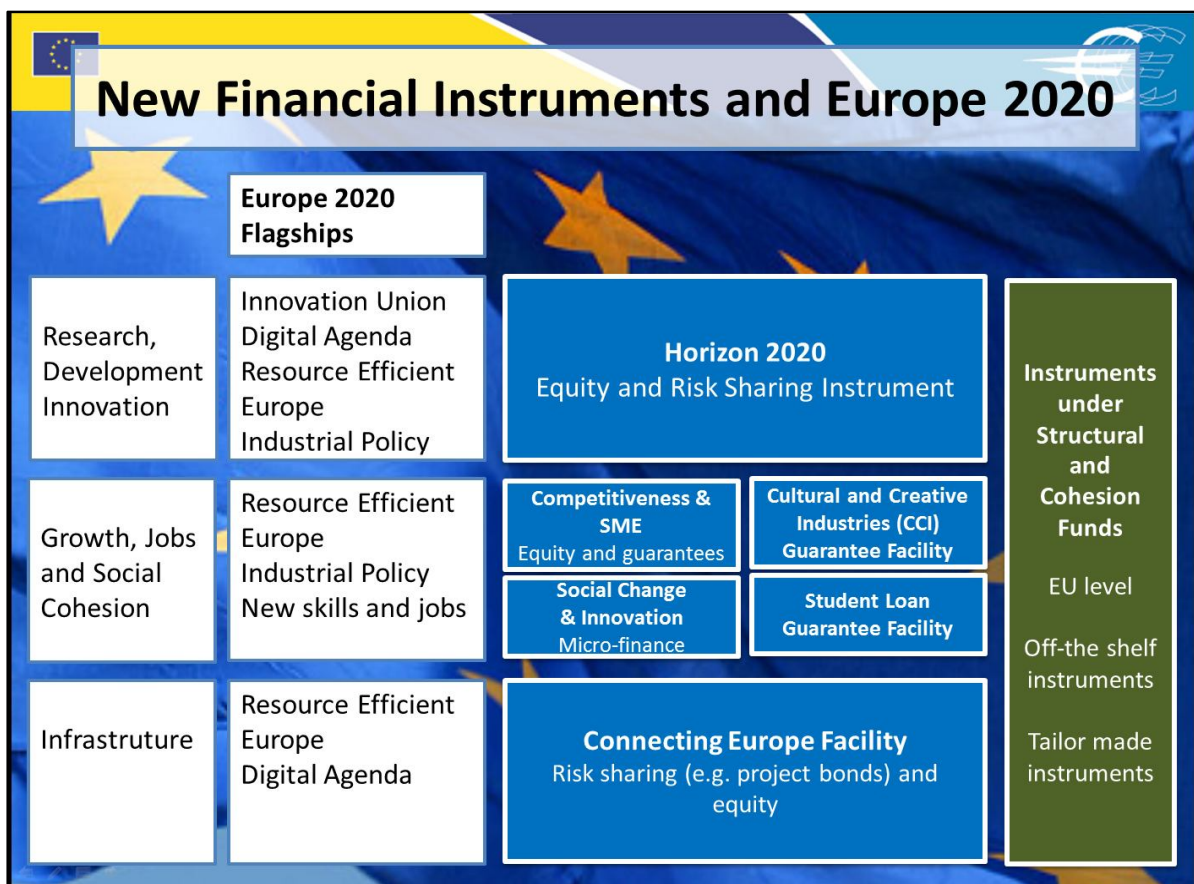 New Financial Instruments and Europe 2020
Europe 2020
Flagships
Research,
Development
Innovation
Innovation Union
Digital Agenda
Resource Efficient
Europe
Industrial Policy
Horizon 2020
Equity and Risk Sharing Instrument
Growth, Jobs
and Social
Cohesion
Resource Efficient
Europe
Industrial Policy
New skills and jobs
Competitiveness &
SME
Equity and guarantees
Cultural and Creative
Industries (CCI)
Guarantee Facility
Social Change
& Innovation
Micro-finance
Student Loan
Guarantee Facility
Infrastruture
Resource Efficient
Europe
Digital Agenda
Connecting Europe Facility
Risk sharing (e.g. project bonds) and
equity
Instruments
under
Structural
and
Cohesion
Funds
EU level
Off-the shelf
instruments
Tailor made
instruments